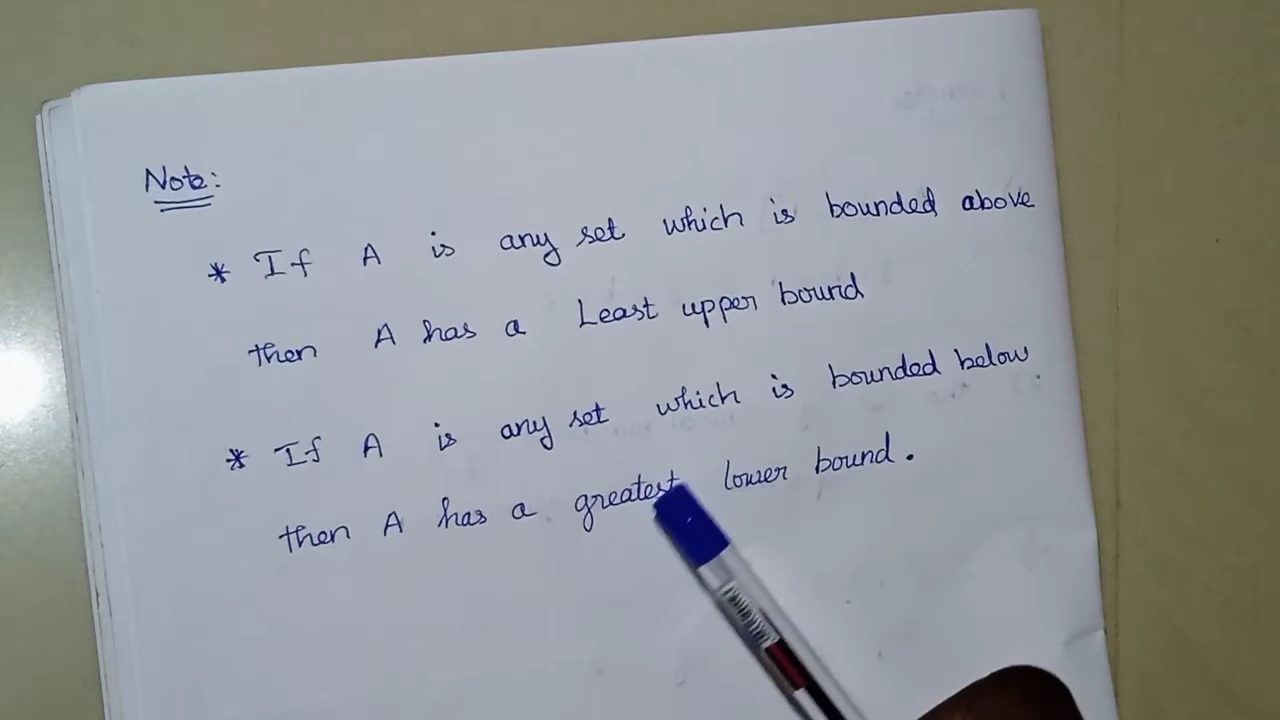 Note:
* If A is any set which is bounded above
then A has a Least upper bound
* If A is any set which is bounded below
then A has a greatest lower bound.